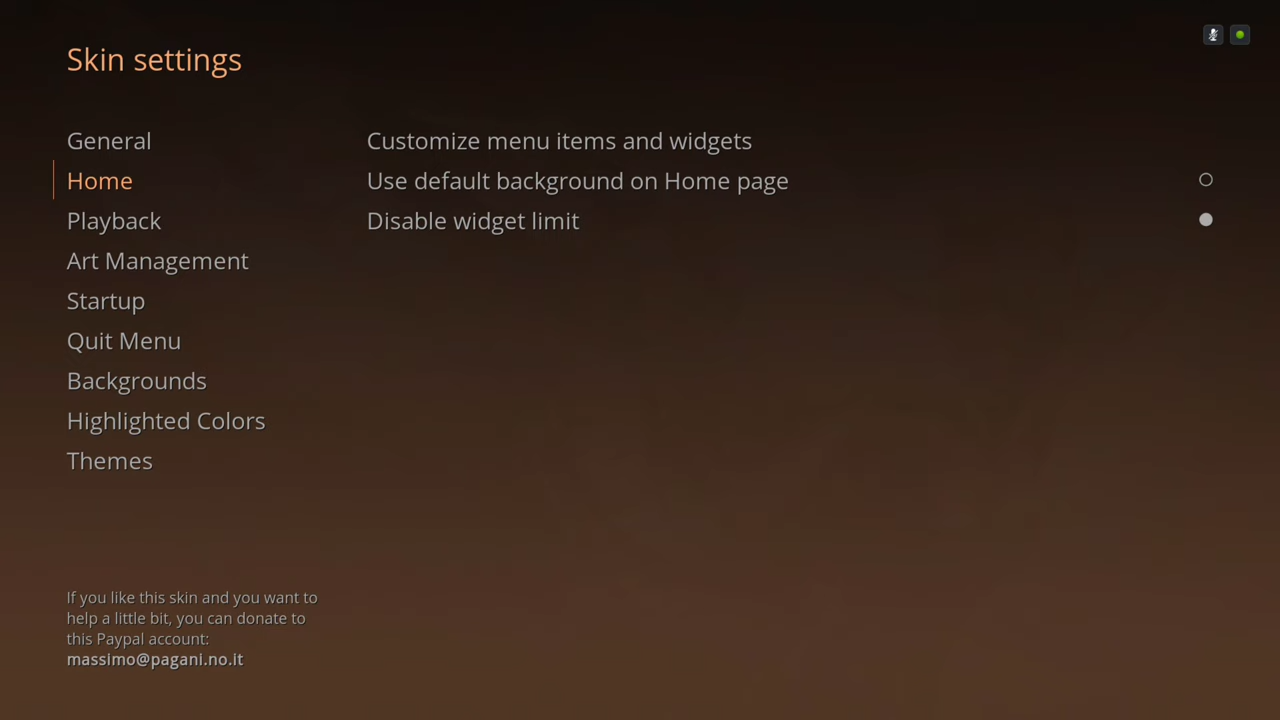 Skin settings
General
Home
Playback
Art Management
Startup
Quit Menu
Backgrounds
Highlighted Colors
Themes
Customize menu items and widgets
Use default background on Home page
Disable widget limit
If you like this skin and you want to
help a little bit, you can donate to
this Paypal account:
massimo@pagani.no.it